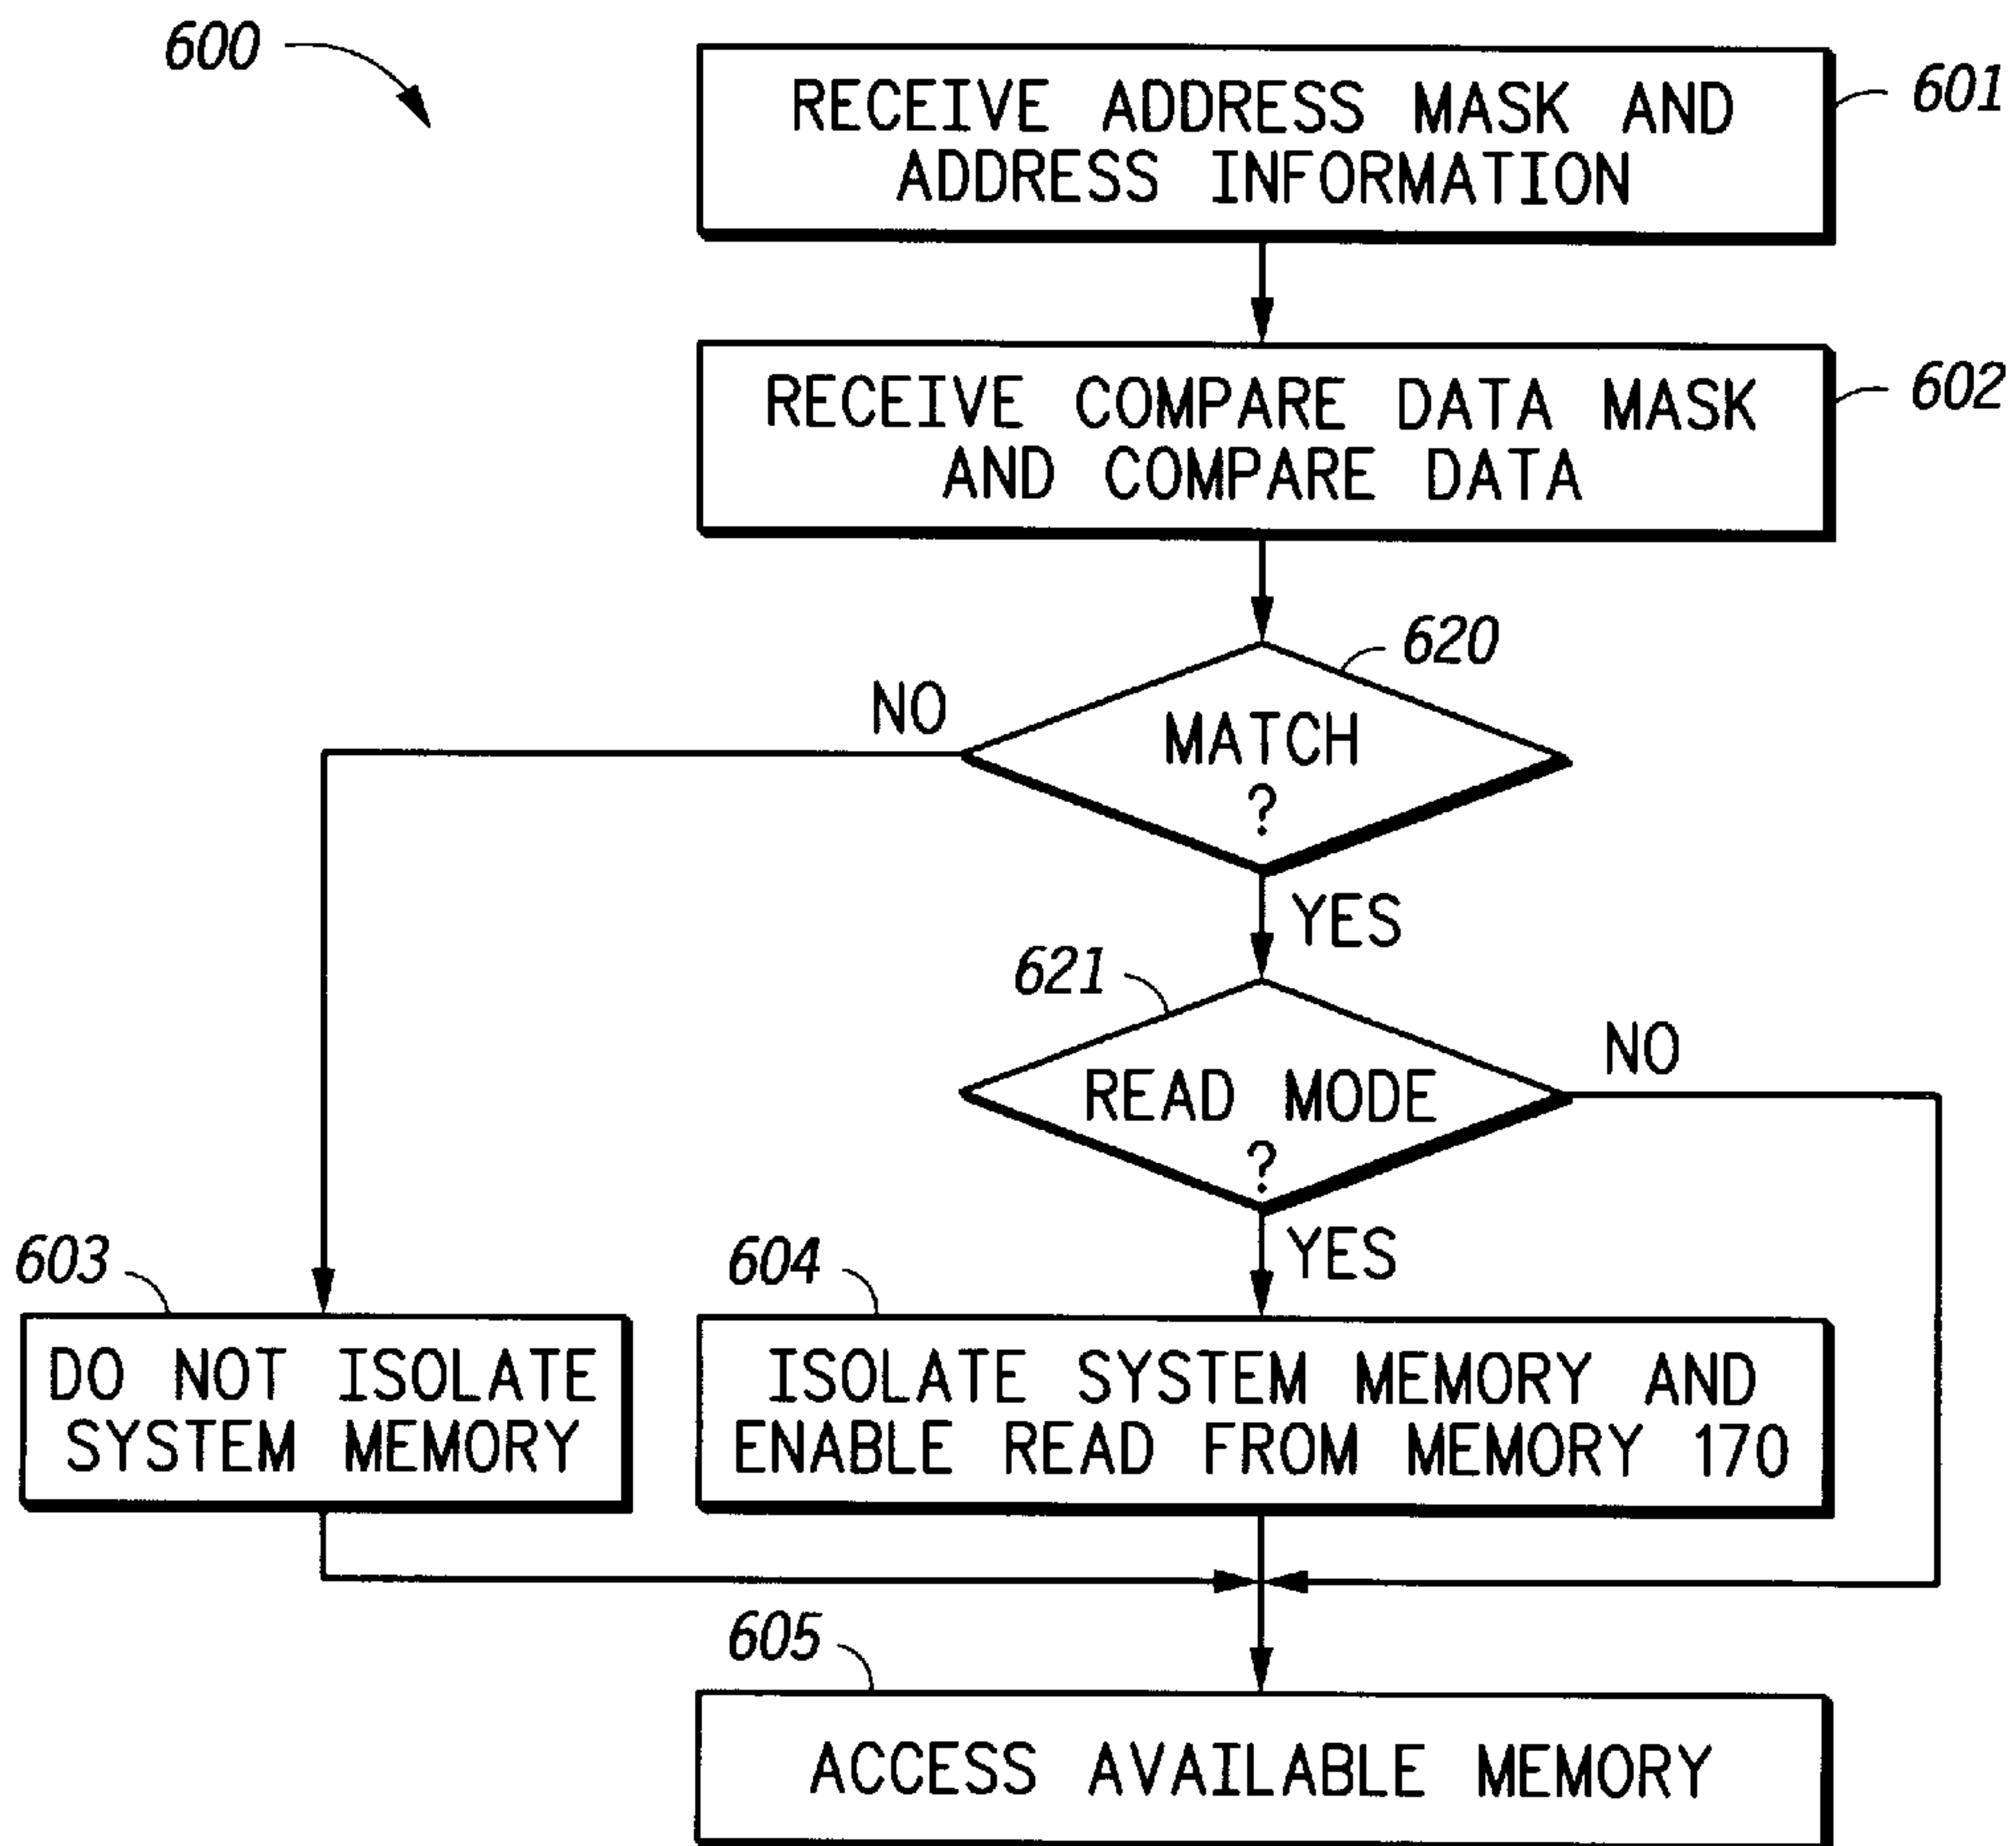 600
RECEIVE ADDRESS MASK AND
ADDRESS INFORMATION
601
RECEIVE COMPARE DATA MASK
AND COMPARE DATA
602
620
NO
MATCH
?
YES
621
NO
READ MODE
?
YES
603
604
DO NOT ISOLATE
SYSTEM MEMORY
ISOLATE SYSTEM MEMORY AND
ENABLE READ FROM MEMORY 170
605
ACCESS AVAILABLE MEMORY